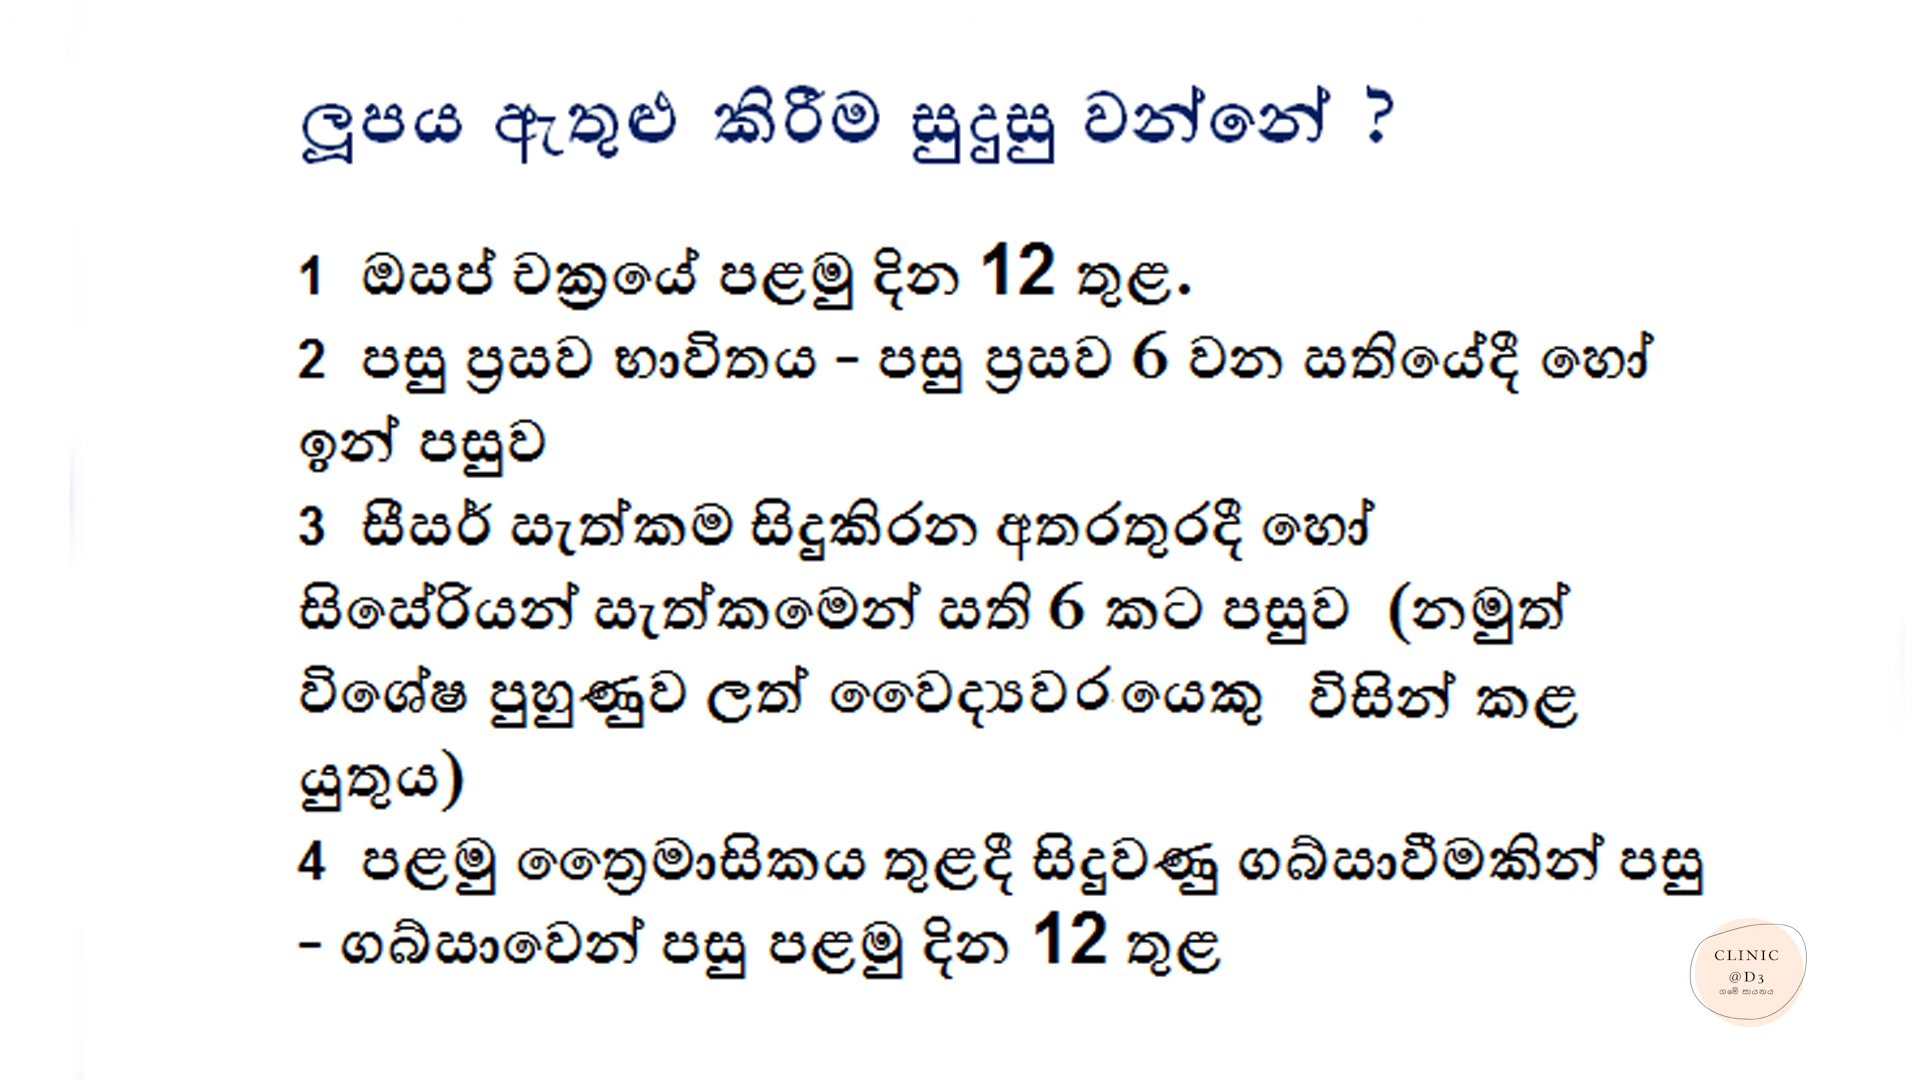 ලූපය ඇතුළු කිරීම සුදුසු වන්නේ ?
1 ඔසප් චක්‍රයේ පළමු දින 12 තුළ.
2 පසු ප්‍රසව භාවිතය - පසු ප්‍රසව 6 වන සතියේදී හෝ
ඉන් පසුව
3 සීසර් සැත්කම සිදුකිරන අතරතුරදී හෝ
සිසේරියන් සැත්කමෙන් සති 6 කට පසුව (නමුත්
විශේෂ පුහුණුව ලත් වෛද්‍යවරයෙකු විසින් කළ
යුතුය)
4 පළමු ත්‍රෛමාසිකය තුළදී සිදුවණු ගබ්සාවීමකින් පසු
- ගබ්සාවෙන් පසු පළමු දින 12 තුළ
CLINIC
@D3
ගමේ සායනය